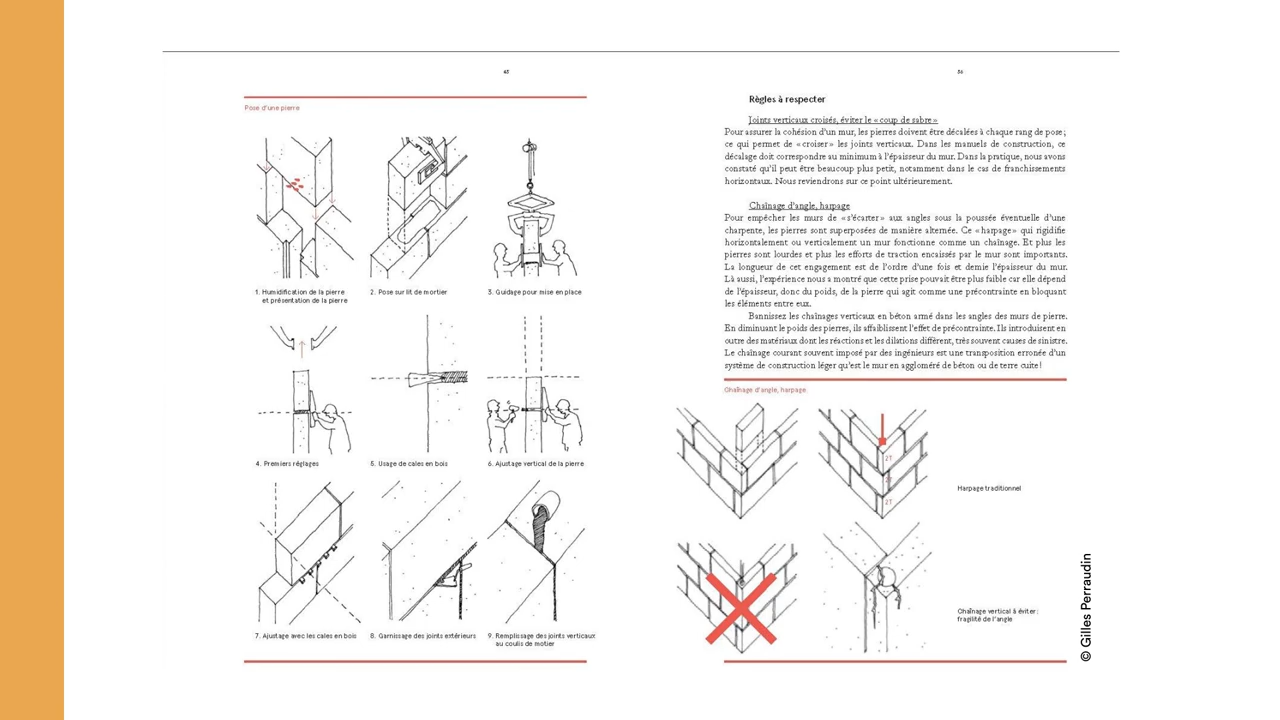 43
Pose d'une pierre
1. Humidification de la pierre
et présentation de la pierre
2. Pose sur lit de mortier
3. Guidage pour mise en place
4. Premiers réglages
5. Usage de cales en bois
6. Ajustage vertical de la pierre
7. Ajustage avec les cales en bois
8. Garnissage des joints extérieurs
9. Remplissage des joints verticaux
au coulis de motier
36
Règles à respecter
Joints verticaux croisés, éviter le « coup de sabre »
Pour assurer la cohésion d'un mur, les pierres doivent être décalées à chaque rang de pose ;
ce qui permet de « croiser » les joints verticaux. Dans les manuels de construction, ce
décalage doit correspondre au minimum à l'épaisseur du mur. Dans la pratique, nous avons
constaté qu'il peut être beaucoup plus petit, notamment dans le cas de franchissements
horizontaux. Nous reviendrons sur ce point ultérieurement.
Chaînage d'angle, harpage
Pour empêcher les murs de « s'écarter » aux angles sous la poussée éventuelle d'une
charpente, les pierres sont superposées de manière alternée. Ce « harpage » qui rigidifie
horizontalement ou verticalement un mur fonctionne comme un chaînage. Et plus les
pierres sont lourdes et plus les efforts de traction encaissés par le mur sont importants.
La longueur de cet engagement est de l'ordre d'une fois et demie l'épaisseur du mur.
Là aussi, l'expérience nous a montré que cette prise pouvait être plus faible car elle dépend
de l'épaisseur, donc du poids, de la pierre qui agit comme une précontrainte en bloquant
les éléments entre eux.
Bannissez les chaînages verticaux en béton armé dans les angles des murs de pierre.
En diminuant le poids des pierres, ils affaiblissent l'effet de précontrainte. Ils introduisent en
outre des matériaux dont les réactions et les dilations diffèrent, très souvent causes de sinistre.
Le chaînage courant souvent imposé par des ingénieurs est une transposition erronée d'un
système de construction léger qu'est le mur en aggloméré de béton ou de terre cuite !
Chaînage d'angle, harpage
2T
2T
2T
Harpage traditionnel
Chaînage vertical à éviter :
fragilité de l'angle
© Gilles Perraudin